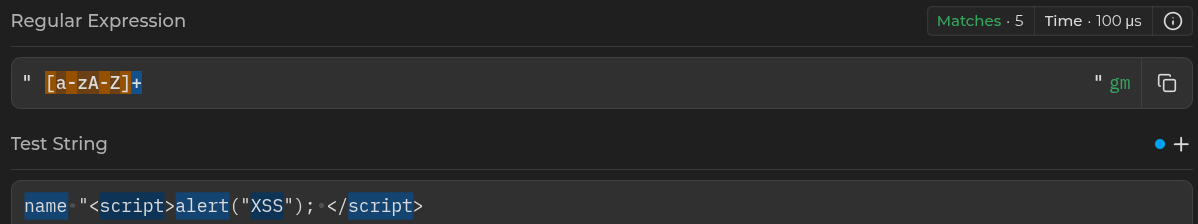 Regular Expression Matches · 5 Time · 100 μs
" [a-zA-Z]+ " gm
Test String
name "<script>alert("XSS"); </script>